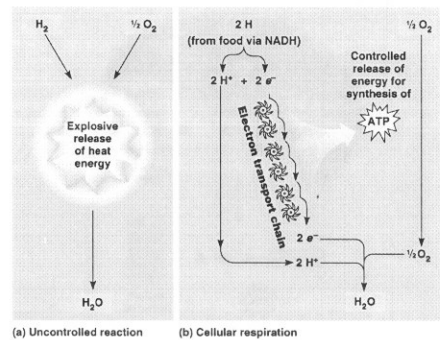 H₂
½ O₂
Explosive
release
of heat
energy
H₂O
(a) Uncontrolled reaction
2 H
(from food via NADH)
2 H⁺ + 2 e⁻
½ O₂
Controlled
release of
energy for
synthesis of
ATP
Electron transport chain
2 e⁻
2 H⁺
½O₂
H₂O
(b) Cellular respiration